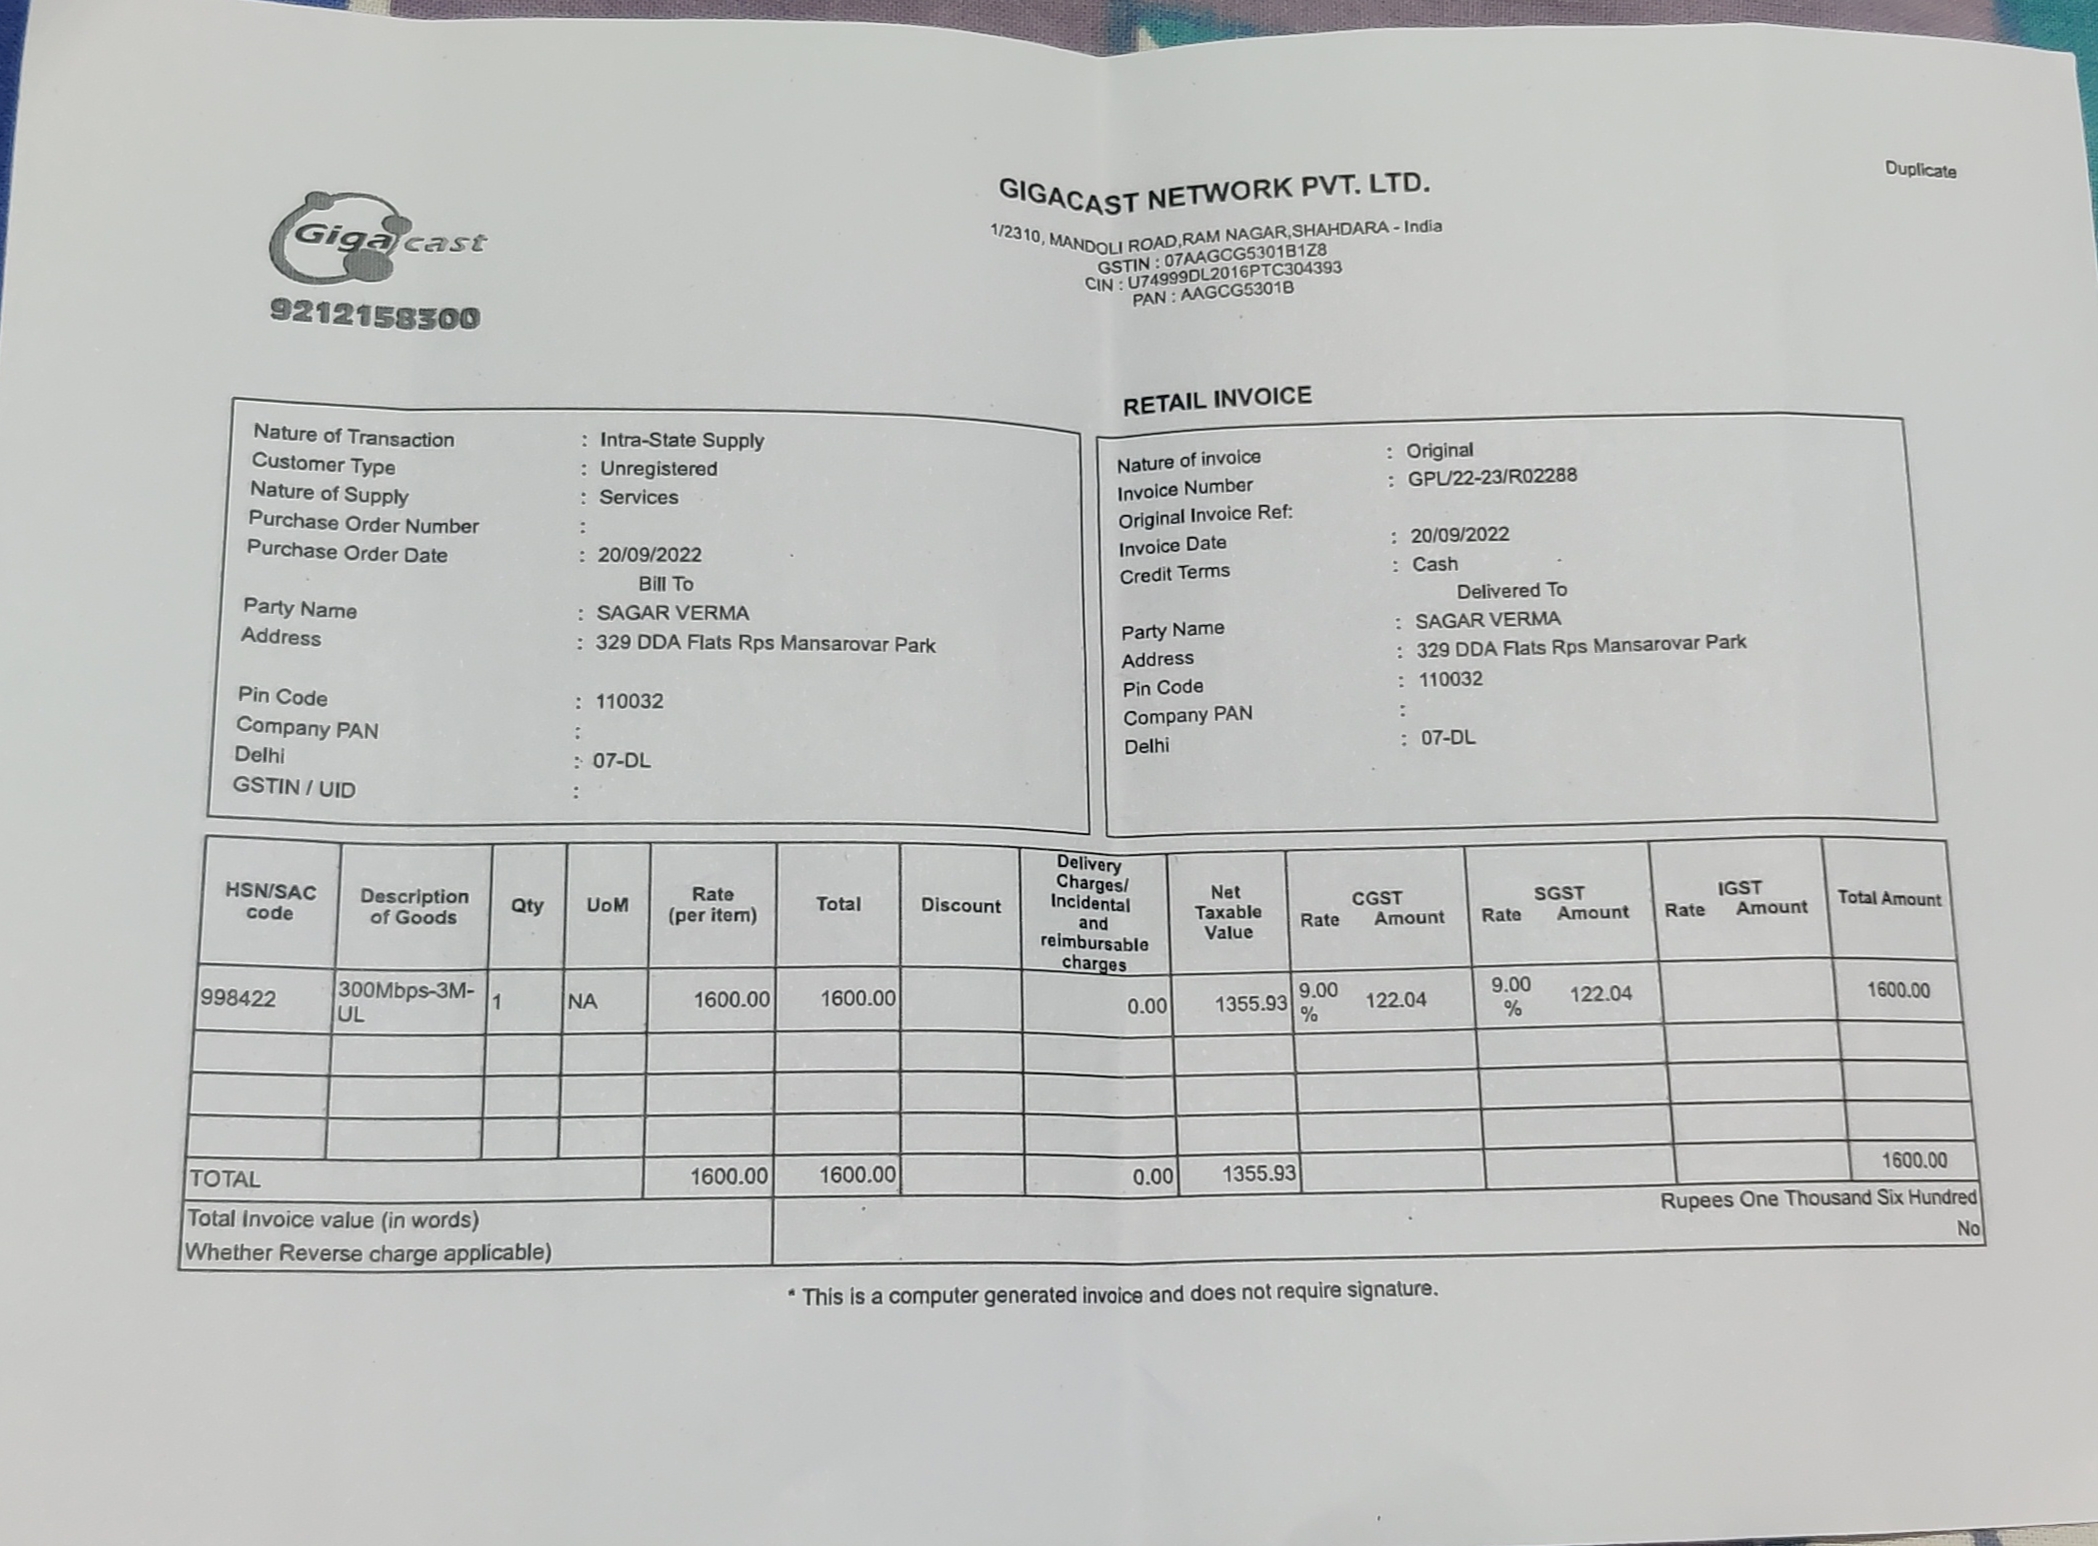 Duplicate
Gigacast
9212158300
GIGACAST NETWORK PVT. LTD.
1/2310, MANDOLI ROAD,RAM NAGAR,SHAHDARA - India
GSTIN : 07AAGCG5301B1Z8
CIN : U74999DL2016PTC304393
PAN : AAGCG5301B
RETAIL INVOICE
Nature of Transaction : Intra-State Supply
Customer Type : Unregistered
Nature of Supply : Services
Purchase Order Number :
Purchase Order Date : 20/09/2022
Bill To
Party Name : SAGAR VERMA
Address : 329 DDA Flats Rps Mansarovar Park
Pin Code : 110032
Company PAN :
Delhi : 07-DL
GSTIN / UID :
Nature of invoice : Original
Invoice Number : GPL/22-23/R02288
Original Invoice Ref:
Invoice Date : 20/09/2022
Credit Terms : Cash
Delivered To
Party Name : SAGAR VERMA
Address : 329 DDA Flats Rps Mansarovar Park
Pin Code : 110032
Company PAN :
Delhi : 07-DL
HSN/SAC code Description of Goods Qty UoM Rate (per item) Total Discount Delivery Charges/ Incidental and reimbursable charges Net Taxable Value CGST Rate Amount SGST Rate Amount IGST Rate Amount Total Amount
998422 300Mbps-3M-UL 1 NA 1600.00 1600.00 0.00 1355.93 9.00 % 122.04 9.00 % 122.04 1600.00
TOTAL 1600.00 1600.00 0.00 1355.93 1600.00
Total Invoice value (in words) Rupees One Thousand Six Hundred
Whether Reverse charge applicable) No
* This is a computer generated invoice and does not require signature.